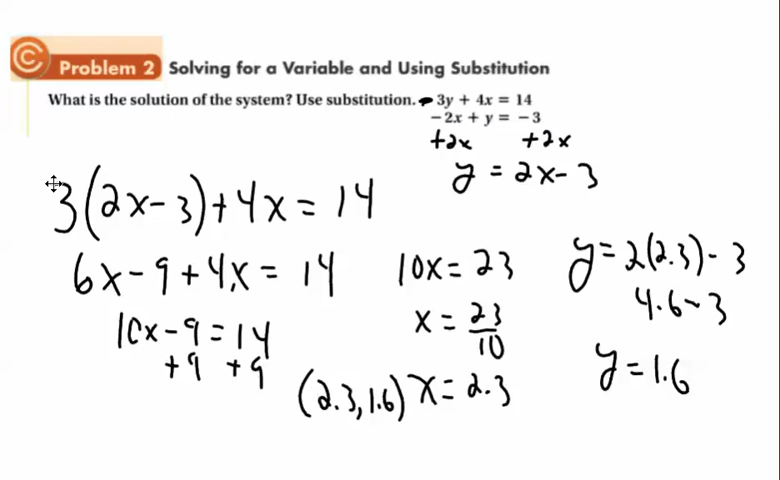 C
Problem 2 Solving for a Variable and Using Substitution
What is the solution of the system? Use substitution. 3y + 4x = 14
−2x + y = −3
+2x +2x
y = 2x - 3
3(2x - 3) + 4x = 14
6x - 9 + 4x = 14
10x - 9 = 14
+9 +9
10x = 23
x = 23/10
x = 2.3
(2.3, 1.6)
y = 2(2.3) - 3
4.6 - 3
y = 1.6